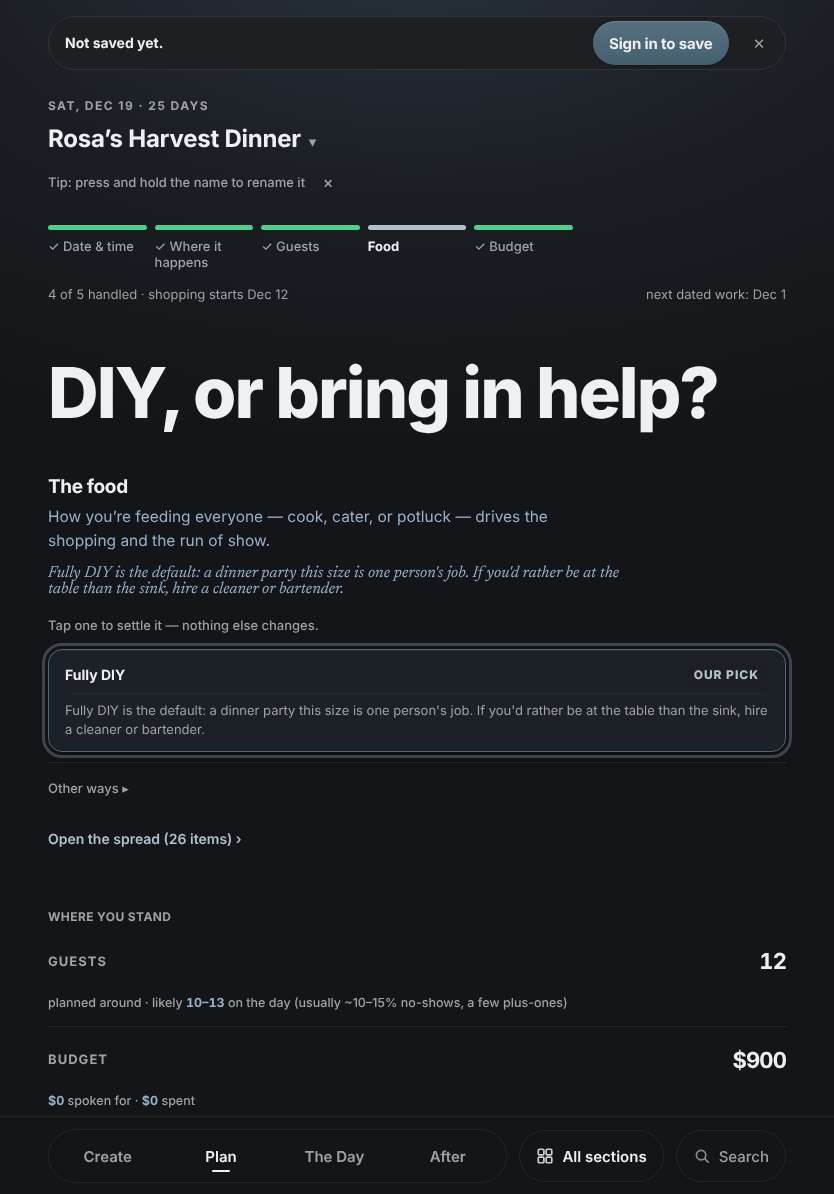 Not saved yet.
Sign in to save ×
SAT, DEC 19 · 25 DAYS
Rosa’s Harvest Dinner ▾
Tip: press and hold the name to rename it ×
✓ Date & time
✓ Where it
happens
✓ Guests
Food
✓ Budget
4 of 5 handled · shopping starts Dec 12
next dated work: Dec 1
DIY, or bring in help?
The food
How you’re feeding everyone — cook, cater, or potluck — drives the
shopping and the run of show.
Fully DIY is the default: a dinner party this size is one person's job. If you'd rather be at the
table than the sink, hire a cleaner or bartender.
Tap one to settle it — nothing else changes.
Fully DIY
OUR PICK
Fully DIY is the default: a dinner party this size is one person's job. If you'd rather be at the table than the sink, hire
a cleaner or bartender.
Other ways ▸
Open the spread (26 items) ›
WHERE YOU STAND
GUESTS
12
planned around · likely 10–13 on the day (usually ~10–15% no-shows, a few plus-ones)
BUDGET
$900
$0 spoken for · $0 spent
Create
Plan
The Day
After
All sections
Search